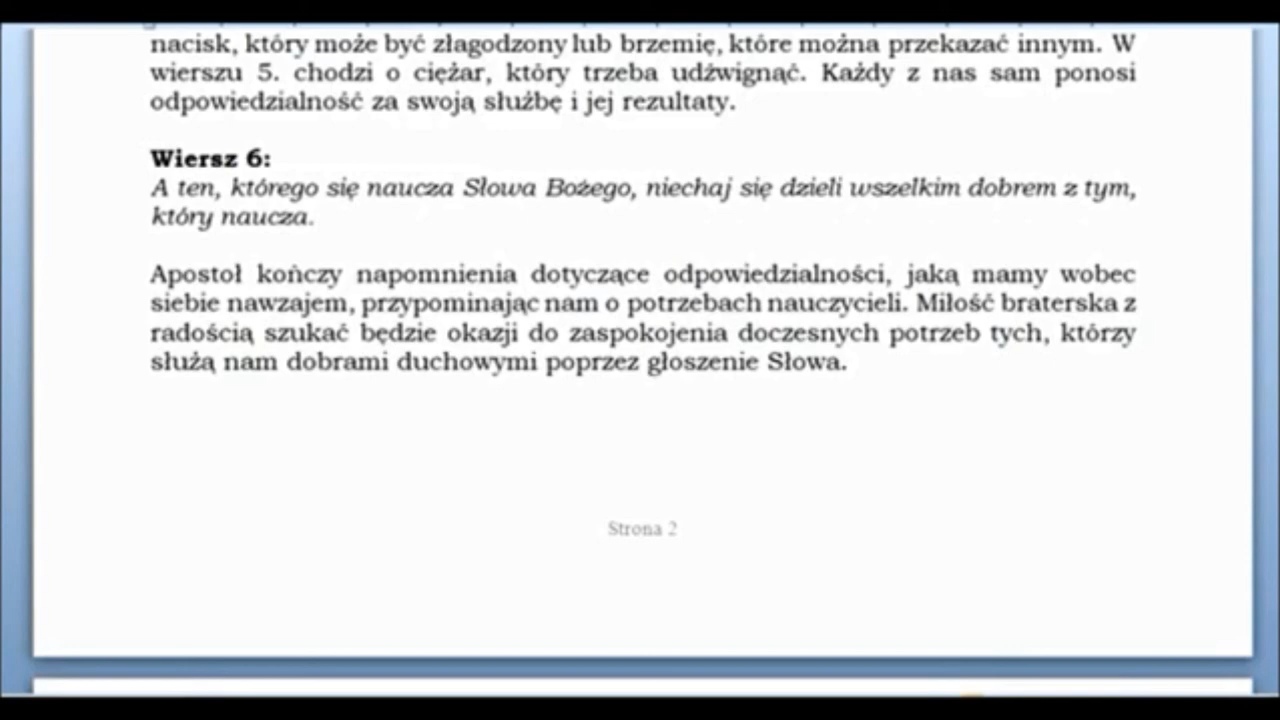 nacisk, który może być złagodzony lub brzemię, które można przekazać innym. W
wierszu 5. chodzi o ciężar, który trzeba udźwignąć. Każdy z nas sam ponosi
odpowiedzialność za swoją służbę i jej rezultaty.
Wiersz 6:
A ten, którego się naucza Słowa Bożego, niechaj się dzieli wszelkim dobrem z tym,
który naucza.
Apostoł kończy napomnienia dotyczące odpowiedzialności, jaką mamy wobec
siebie nawzajem, przypominając nam o potrzebach nauczycieli. Miłość braterska z
radością szukać będzie okazji do zaspokojenia doczesnych potrzeb tych, którzy
służą nam dobrami duchowymi poprzez głoszenie Słowa.
Strona 2